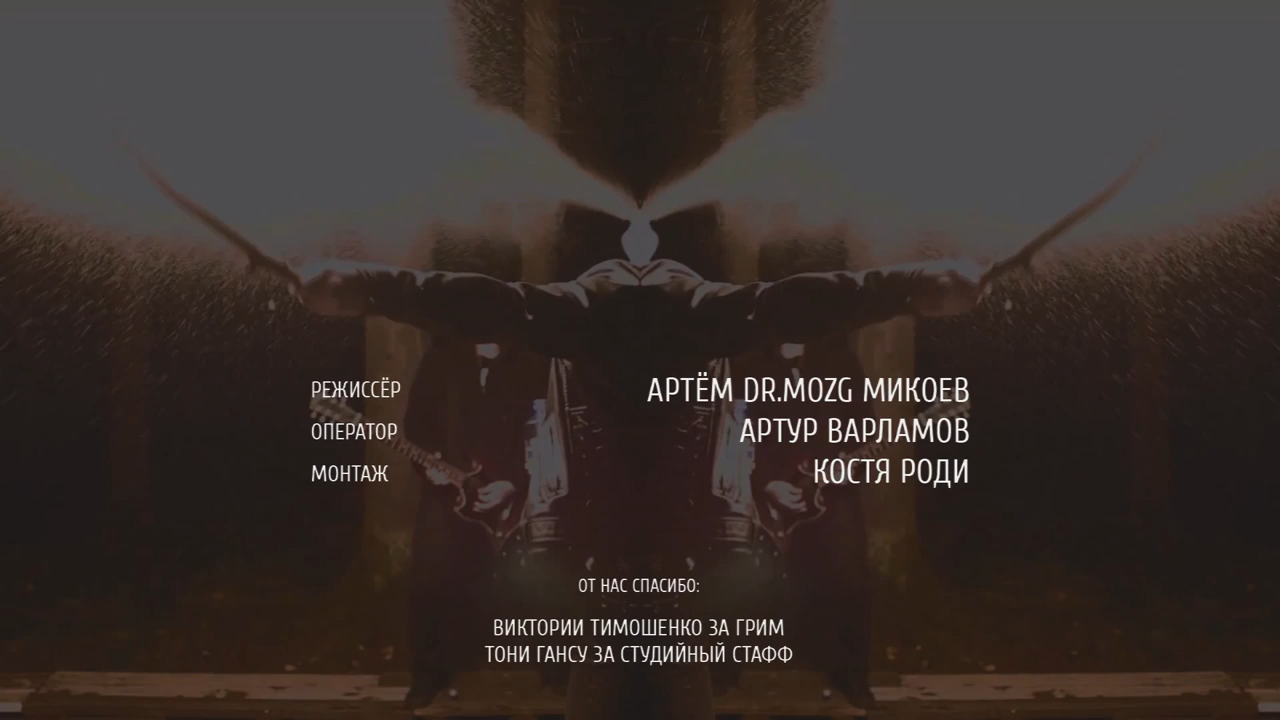 РЕЖИССЁР АРТЁМ DR.MOZG МИКОЕВ
ОПЕРАТОР АРТУР ВАРЛАМОВ
МОНТАЖ КОСТЯ РОДИ
ОТ НАС СПАСИБО:
ВИКТОРИИ ТИМОШЕНКО ЗА ГРИМ
ТОНИ ГАНСУ ЗА СТУДИЙНЫЙ СТАФФ